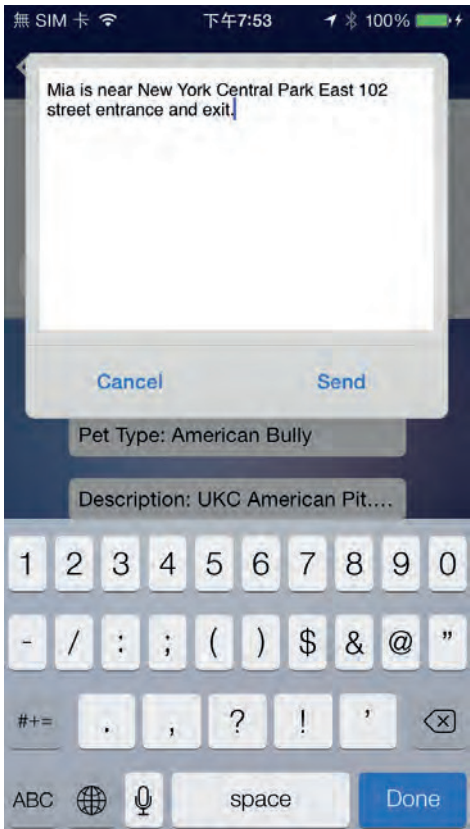 無 SIM 卡 下午7:53 100%
Mia is near New York Central Park East 102
street entrance and exit.
Cancel Send
Pet Type: American Bully
Description: UKC American Pit....
1 2 3 4 5 6 7 8 9 0
- / : ; ( ) $ & @ "
#+= . , ? ! '
ABC space Done